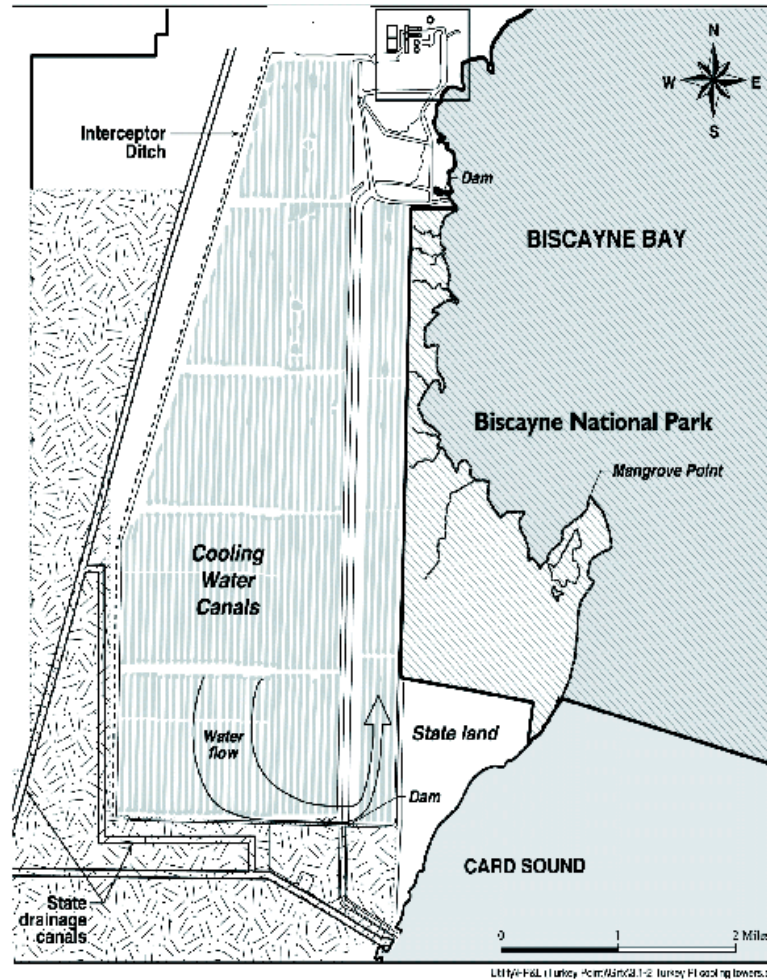 N
W E
S
Interceptor
Ditch
Dam
BISCAYNE BAY
Biscayne National Park
Mangrove Point
Cooling
Water
Canals
Water
flow
State land
Dam
CARD SOUND
State
drainage
canals
0 1 2 Miles